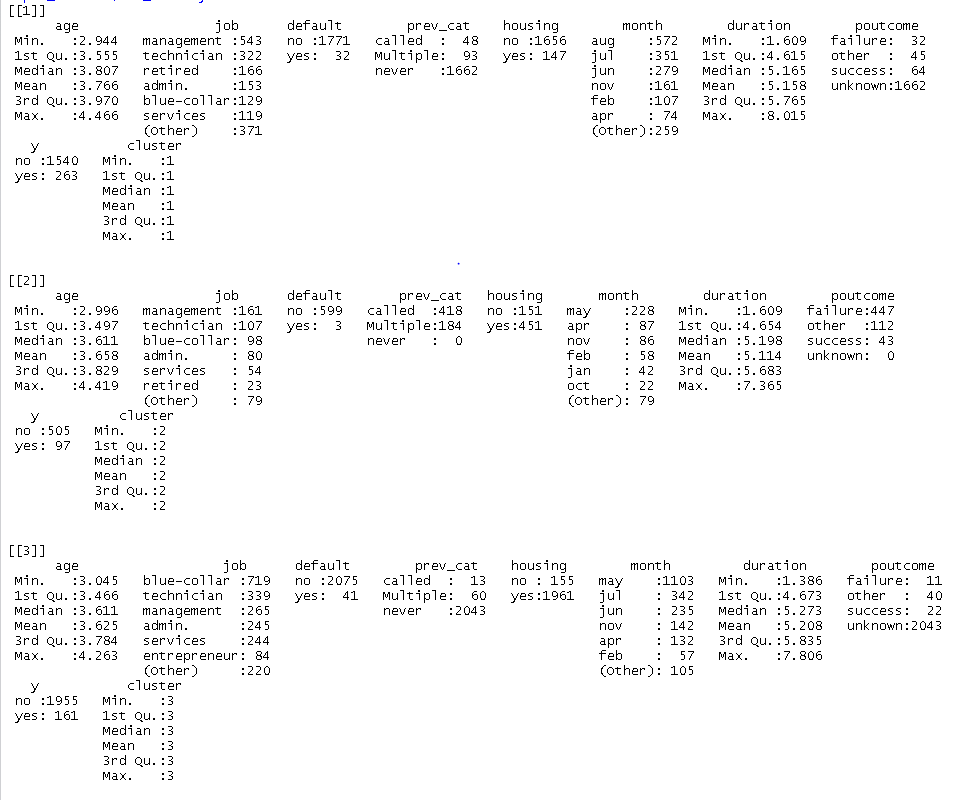 [[1]]
      age             job         default       prev_cat     housing         month        duration         poutcome
 Min.   :2.944   management :543   no :1771   called  :  48   no :1656   aug    :572   Min.   :1.609   failure:  32
 1st Qu.:3.555   technician :322   yes:  32   Multiple:  93   yes: 147   jul    :351   1st Qu.:4.615   other  :  45
 Median :3.807   retired    :166              never   :1662              jun    :279   Median :5.165   success:  64
 Mean   :3.766   admin.     :153                                         nov    :161   Mean   :5.158   unknown:1662
 3rd Qu.:3.970   blue-collar:129                                         feb    :107   3rd Qu.:5.765
 Max.   :4.466   services   :119                                         apr    : 74   Max.   :8.015
                 (Other)    :371                                         (Other):259
   y           cluster
 no :1540   Min.   :1
 yes: 263   1st Qu.:1
            Median :1
            Mean   :1
            3rd Qu.:1
            Max.   :1
[[2]]
      age             job         default      prev_cat    housing        month        duration         poutcome
 Min.   :2.996   management :161   no :599   called  :418   no :151   may    :228   Min.   :1.609   failure:447
 1st Qu.:3.497   technician :107   yes:  3   Multiple:184   yes:451   apr    : 87   1st Qu.:4.654   other  :112
 Median :3.611   blue-collar: 98             never   :  0             nov    : 86   Median :5.198   success: 43
 Mean   :3.658   admin.     : 80                                      feb    : 58   Mean   :5.114   unknown:  0
 3rd Qu.:3.829   services   : 54                                      jan    : 42   3rd Qu.:5.683
 Max.   :4.419   retired    : 23                                      oct    : 22   Max.   :7.365
                 (Other)    : 79                                      (Other): 79
   y          cluster
 no :505   Min.   :2
 yes: 97   1st Qu.:2
           Median :2
           Mean   :2
           3rd Qu.:2
           Max.   :2
[[3]]
      age              job         default       prev_cat     housing         month         duration         poutcome
 Min.   :3.045   blue-collar :719   no :2075   called  :  13   no : 155   may    :1103   Min.   :1.386   failure:  11
 1st Qu.:3.466   technician  :339   yes:  41   Multiple:  60   yes:1961   jul    : 342   1st Qu.:4.673   other  :  40
 Median :3.611   management  :265              never   :2043              jun    : 235   Median :5.273   success:  22
 Mean   :3.625   admin.      :245                                         nov    : 142   Mean   :5.208   unknown:2043
 3rd Qu.:3.784   services    :244                                         apr    : 132   3rd Qu.:5.835
 Max.   :4.263   entrepreneur: 84                                         feb    :  57   Max.   :7.806
                 (Other)     :220                                         (Other): 105
   y           cluster
 no :1955   Min.   :3
 yes: 161   1st Qu.:3
            Median :3
            Mean   :3
            3rd Qu.:3
            Max.   :3